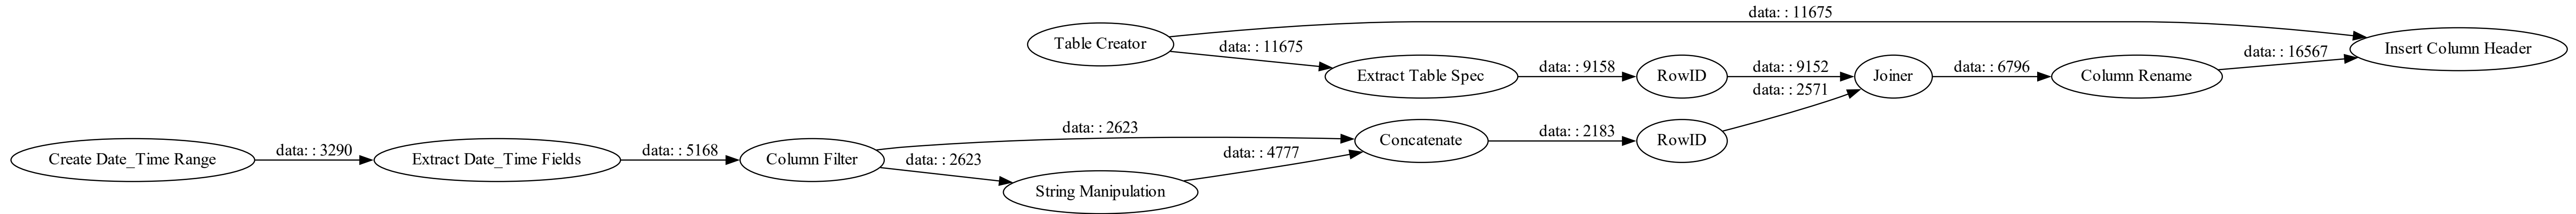 data: : 11675
Table Creator
data: : 11675
Insert Column Header
data: : 16567
Extract Table Spec
data: : 9158
RowID
data: : 9152
Joiner
data: : 6796
Column Rename
data: : 2571
data: : 2623
Concatenate
data: : 2183
RowID
Create Date_Time Range
data: : 3290
Extract Date_Time Fields
data: : 5168
Column Filter
data: : 2623
data: : 4777
String Manipulation